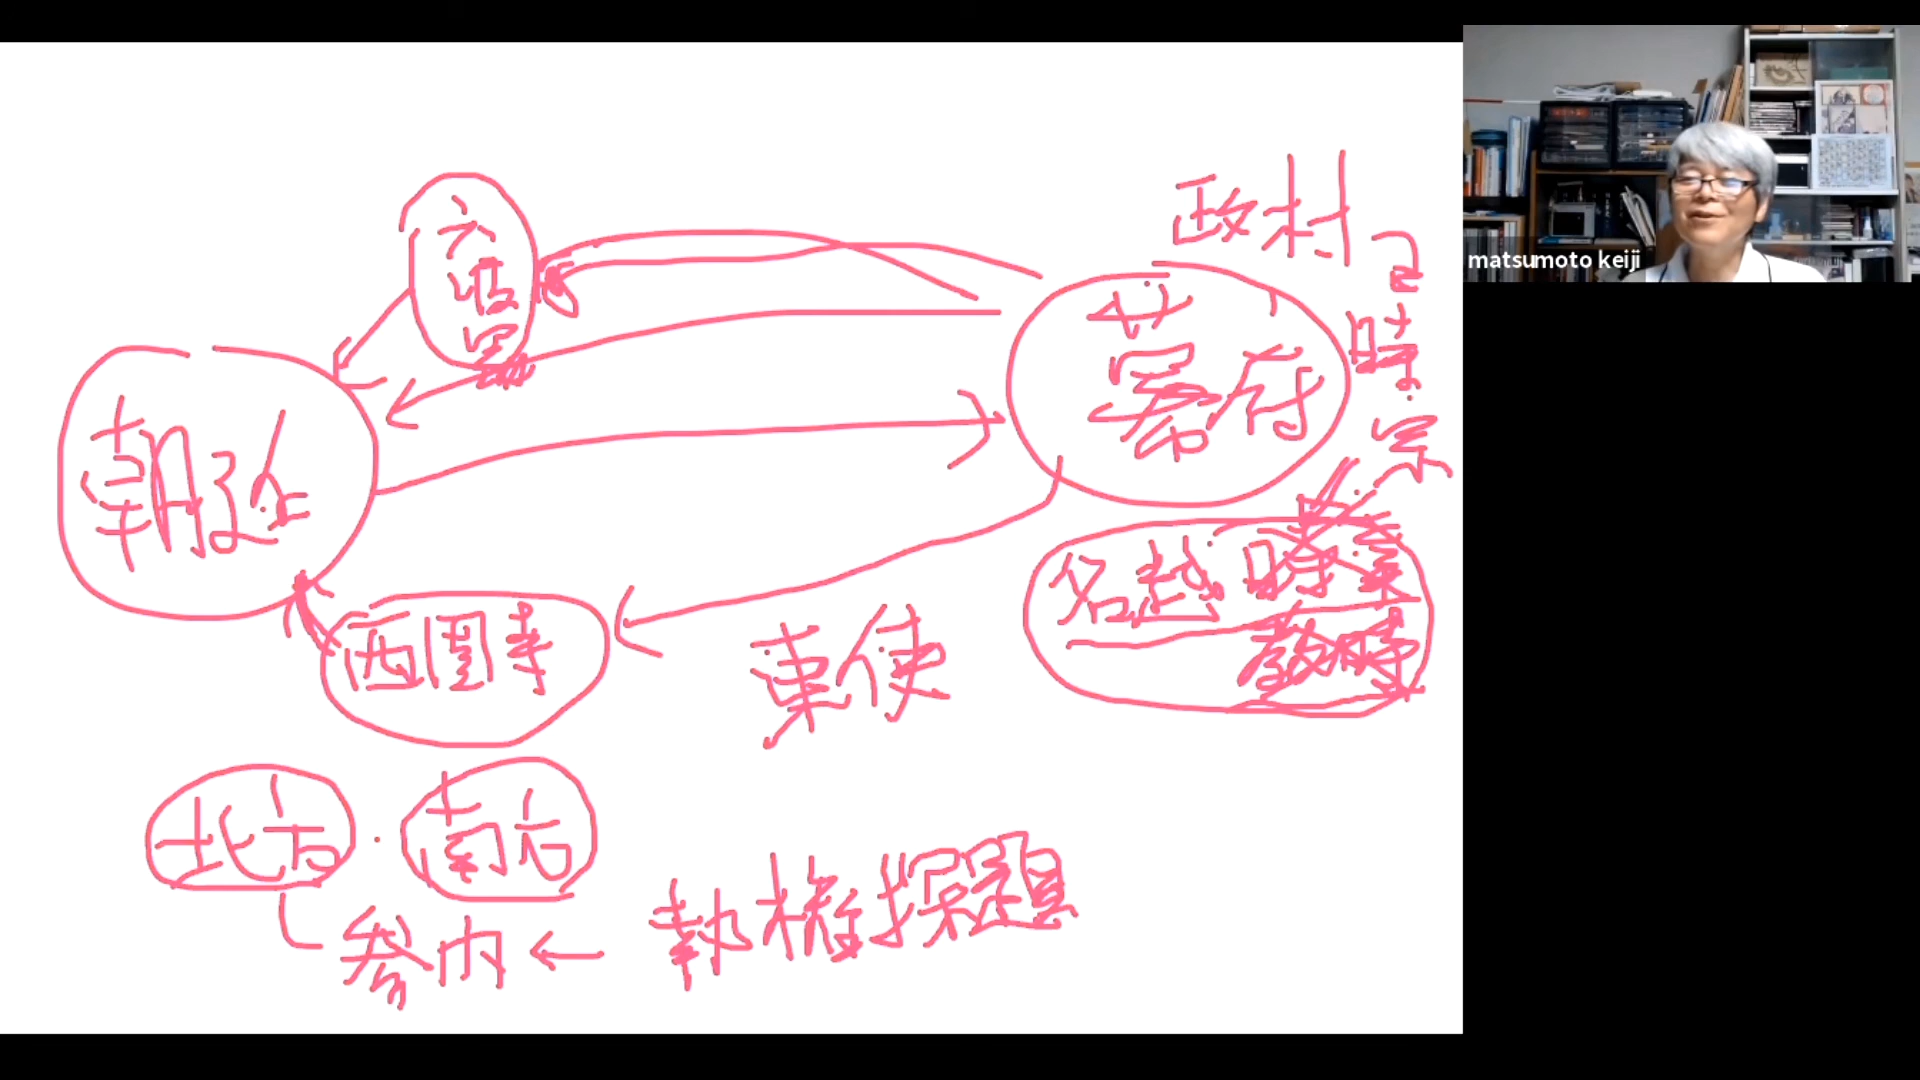 政村
時
宗
六
波
羅
幕府
朝廷
名越 時章
教時
西園寺
東使
北方・南方
参内 ← 執権探題
matsumoto keiji